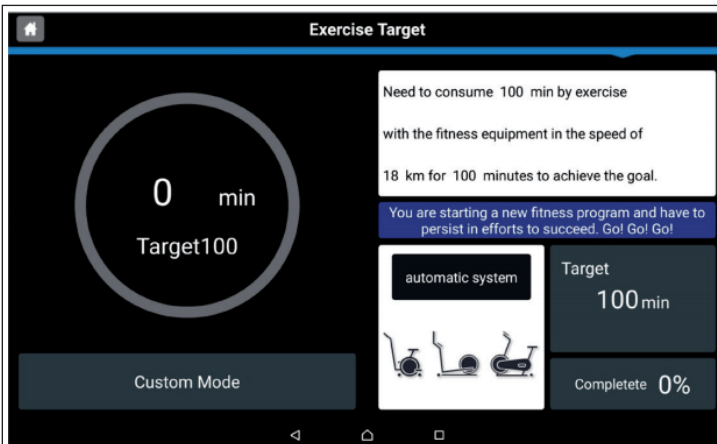 Exercise Target
0 min
Target100
Custom Mode
Need to consume 100 min by exercise
with the fitness equipment in the speed of
18 km for 100 minutes to achieve the goal.
You are starting a new fitness program and have to
persist in efforts to succeed. Go! Go! Go!
automatic system
Target
100 min
Completete 0%